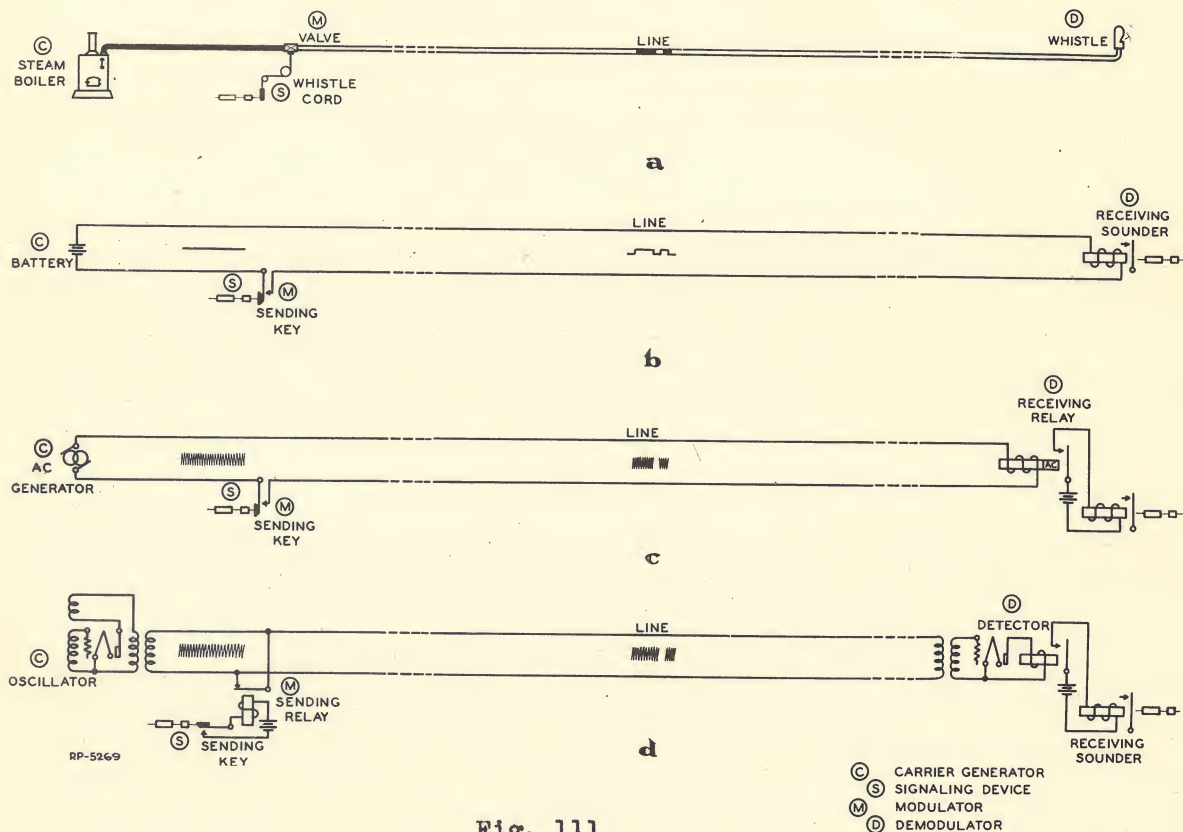 Ⓜ
VALVE
Ⓒ
STEAM
BOILER
Ⓢ
WHISTLE
CORD
LINE
Ⓓ
WHISTLE
a
Ⓒ
BATTERY
LINE
Ⓢ
Ⓜ
SENDING
KEY
Ⓓ
RECEIVING
SOUNDER
b
Ⓒ
AC
GENERATOR
LINE
Ⓢ
Ⓜ
SENDING
KEY
Ⓓ
RECEIVING
RELAY
AC
c
Ⓒ
OSCILLATOR
LINE
Ⓜ
SENDING
RELAY
Ⓢ
SENDING
KEY
Ⓓ
DETECTOR
RECEIVING
SOUNDER
d
RP-5269
Ⓒ CARRIER GENERATOR
Ⓢ SIGNALING DEVICE
Ⓜ MODULATOR
Ⓓ DEMODULATOR
Fig. 111